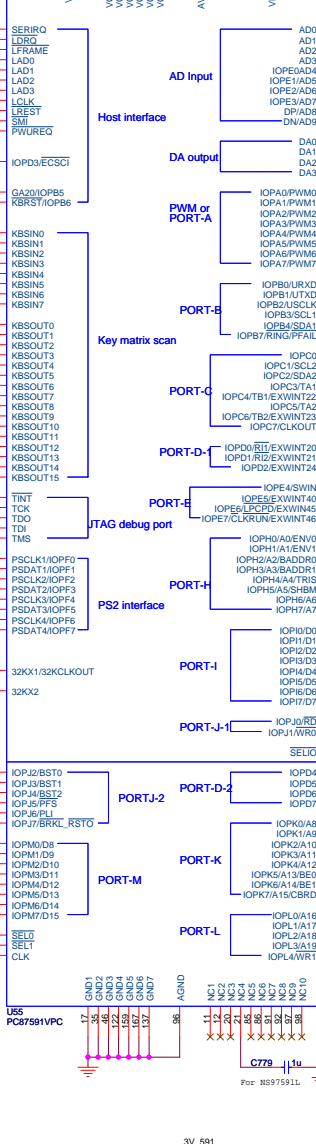 SERIRQ
LDRQ
LFRAME
LAD0
LAD1
LAD2
LAD3
LCLK
LREST
SMI
PWUREQ
Host interface
IOPD3/ECSCI
GA20/IOPB5
KBRST/IOPB6
KBSIN0
KBSIN1
KBSIN2
KBSIN3
KBSIN4
KBSIN5
KBSIN6
KBSIN7
KBSOUT0
KBSOUT1
KBSOUT2
KBSOUT3
KBSOUT4
KBSOUT5
KBSOUT6
KBSOUT7
KBSOUT8
KBSOUT9
KBSOUT10
KBSOUT11
KBSOUT12
KBSOUT13
KBSOUT14
KBSOUT15
Key matrix scan
TINT
TCK
TDO
TDI
TMS
JTAG debug port
PSCLK1/IOPF0
PSDAT1/IOPF1
PSCLK2/IOPF2
PSDAT2/IOPF3
PSCLK3/IOPF4
PSDAT3/IOPF5
PSCLK4/IOPF6
PSDAT4/IOPF7
PS2 interface
32KX1/32KCLKOUT
32KX2
IOPJ2/BST0
IOPJ3/BST1
IOPJ4/BST2
IOPJ5/PFS
IOPJ6/PLI
IOPJ7/BRKL_RSTO
PORTJ-2
IOPM0/D8
IOPM1/D9
IOPM2/D10
IOPM3/D11
IOPM4/D12
IOPM5/D13
IOPM6/D14
IOPM7/D15
PORT-M
SEL0
SEL1
CLK
AD Input
AD0
AD1
AD2
AD3
IOPE0AD4
IOPE1/AD5
IOPE2/AD6
IOPE3/AD7
DP/AD8
DN/AD9
DA output
DA0
DA1
DA2
DA3
PWM or
PORT-A
IOPA0/PWM0
IOPA1/PWM1
IOPA2/PWM2
IOPA3/PWM3
IOPA4/PWM4
IOPA5/PWM5
IOPA6/PWM6
IOPA7/PWM7
PORT-B
IOPB0/URXD
IOPB1/UTXD
IOPB2/USCLK
IOPB3/SCL1
IOPB4/SDA1
IOPB7/RING/PFAIL
PORT-C
IOPC0
IOPC1/SCL2
IOPC2/SDA2
IOPC3/TA1
IOPC4/TB1/EXWINT22
IOPC5/TA2
IOPC6/TB2/EXWINT23
IOPC7/CLKOUT
PORT-D-1
IOPD0/RI1/EXWINT20
IOPD1/RI2/EXWINT21
IOPD2/EXWINT24
PORT-E
IOPE4/SWIN
IOPE5/EXWINT40
IOPE6/LPCPD/EXWIN45
IOPE7/CLKRUN/EXWINT46
PORT-H
IOPH0/A0/ENV0
IOPH1/A1/ENV1
IOPH2/A2/BADDR0
IOPH3/A3/BADDR1
IOPH4/A4/TRIS
IOPH5/A5/SHBM
IOPH6/A6
IOPH7/A7
PORT-I
IOPI0/D0
IOPI1/D1
IOPI2/D2
IOPI3/D3
IOPI4/D4
IOPI5/D5
IOPI6/D6
IOPI7/D7
PORT-J-1
IOPJ0/RD
IOPJ1/WR0
SELIO
PORT-D-2
IOPD4
IOPD5
IOPD6
IOPD7
PORT-K
IOPK0/A8
IOPK1/A9
IOPK2/A10
IOPK3/A11
IOPK4/A12
IOPK5/A13/BE0
IOPK6/A14/BE1
IOPK7/A15/CBRD
PORT-L
IOPL0/A16
IOPL1/A17
IOPL2/A18
IOPL3/A19
IOPL4/WR1
GND1
GND2
GND3
GND4
GND5
GND6
GND7
AGND
NC1
NC2
NC3
NC4
NC5
NC6
NC7
NC8
NC9
NC10
U55
PC87591VPC
17
35
46
122
159
167
137
96
11
12
20
21
85
86
91
92
97
98
C779
1u
For NS97591L
3V_591